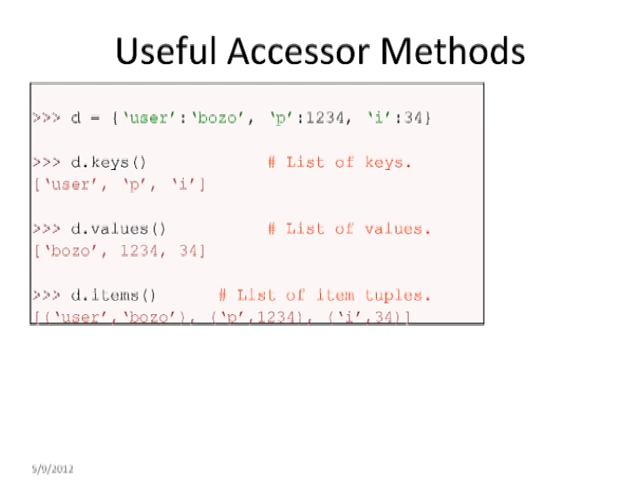 Useful Accessor Methods
>>> d = {‘user’:‘bozo’, ‘p’:1234, ‘i’:34}
>>> d.keys() # List of keys.
[‘user’, ‘p’, ‘i’]
>>> d.values() # List of values.
[‘bozo’, 1234, 34]
>>> d.items() # List of item tuples.
[(‘user’,‘bozo’), (‘p’,1234), (‘i’,34)]
5/9/2012